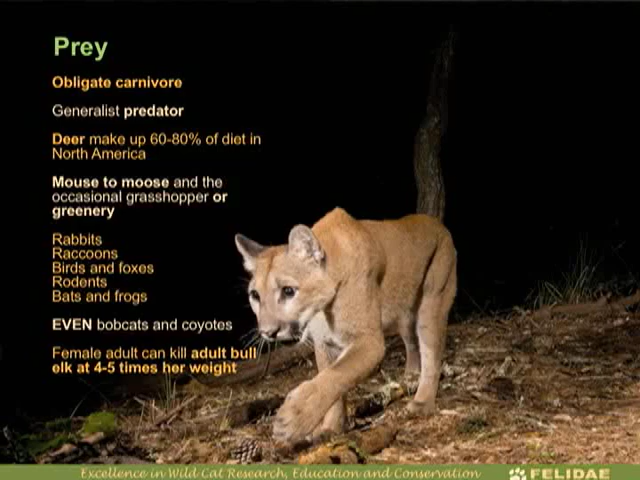 Prey
Obligate carnivore
Generalist predator
Deer make up 60-80% of diet in
North America
Mouse to moose and the
occasional grasshopper or
greenery
Rabbits
Raccoons
Birds and foxes
Rodents
Bats and frogs
EVEN bobcats and coyotes
Female adult can kill adult bull
elk at 4-5 times her weight
Excellence in Wild Cat Research, Education and Conservation
FELIDAE